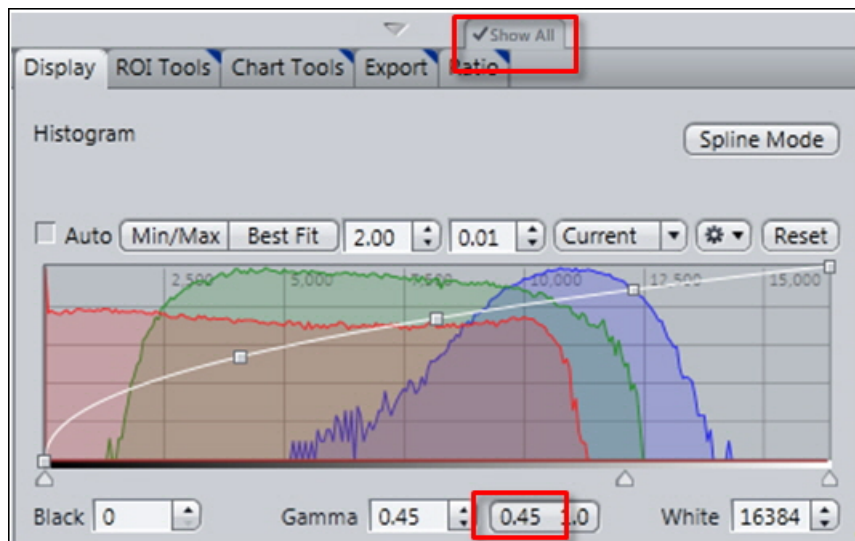 ✓Show All
Display ROI Tools Chart Tools Export Ratio
Histogram Spline Mode
Auto Min/Max Best Fit 2.00 0.01 Current Reset
2,500 5,000 7,500 10,000 12,500 15,000
Black 0 Gamma 0.45 0.45 1.0 White 16384